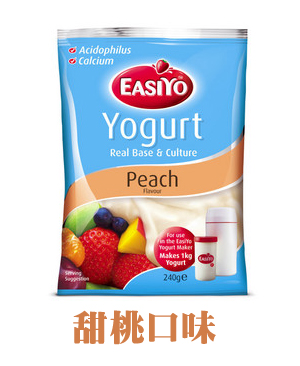 Acidophilus
Calcium
EASIYO
Yogurt
Real Base & Culture
Peach
Flavour
For use
in the EasiYo
Yogurt Maker
Makes 1kg
Yogurt
Serving
Suggestion
240g℮
甜桃口味